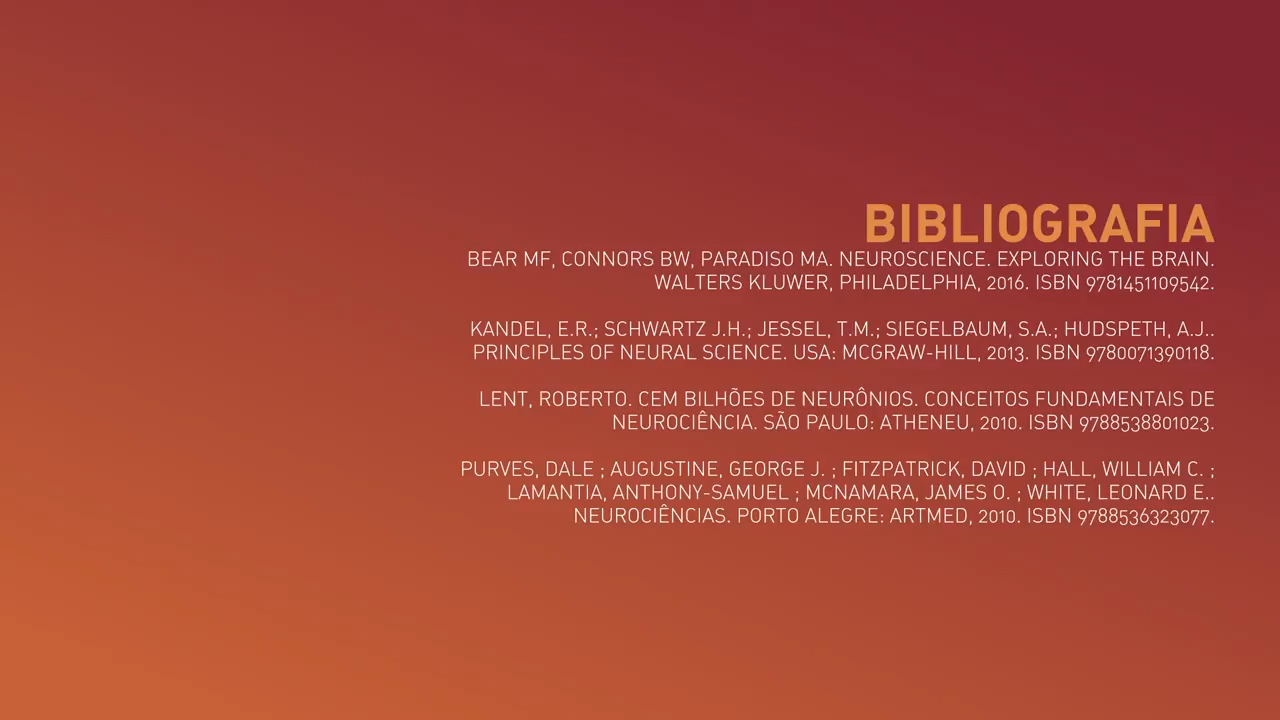 BIBLIOGRAFIA
BEAR MF, CONNORS BW, PARADISO MA. NEUROSCIENCE. EXPLORING THE BRAIN.
WALTERS KLUWER, PHILADELPHIA, 2016. ISBN 9781451109542.
KANDEL, E.R.; SCHWARTZ J.H.; JESSEL, T.M.; SIEGELBAUM, S.A.; HUDSPETH, A.J..
PRINCIPLES OF NEURAL SCIENCE. USA: MCGRAW-HILL, 2013. ISBN 9780071390118.
LENT, ROBERTO. CEM BILHÕES DE NEURÔNIOS. CONCEITOS FUNDAMENTAIS DE
NEUROCIÊNCIA. SÃO PAULO: ATHENEU, 2010. ISBN 9788538801023.
PURVES, DALE ; AUGUSTINE, GEORGE J. ; FITZPATRICK, DAVID ; HALL, WILLIAM C. ;
LAMANTIA, ANTHONY-SAMUEL ; MCNAMARA, JAMES O. ; WHITE, LEONARD E..
NEUROCIÊNCIAS. PORTO ALEGRE: ARTMED, 2010. ISBN 9788536323077.